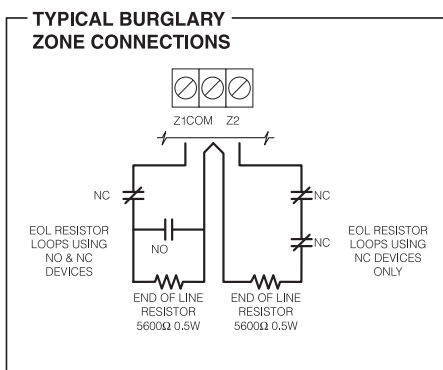 TYPICAL BURGLARY
ZONE CONNECTIONS
Z1COM Z2
NC
NO
EOL RESISTOR
LOOPS USING
NO & NC
DEVICES
NC
NC
EOL RESISTOR
LOOPS USING
NC DEVICES
ONLY
END OF LINE
RESISTOR
5600Ω 0.5W
END OF LINE
RESISTOR
5600Ω 0.5W